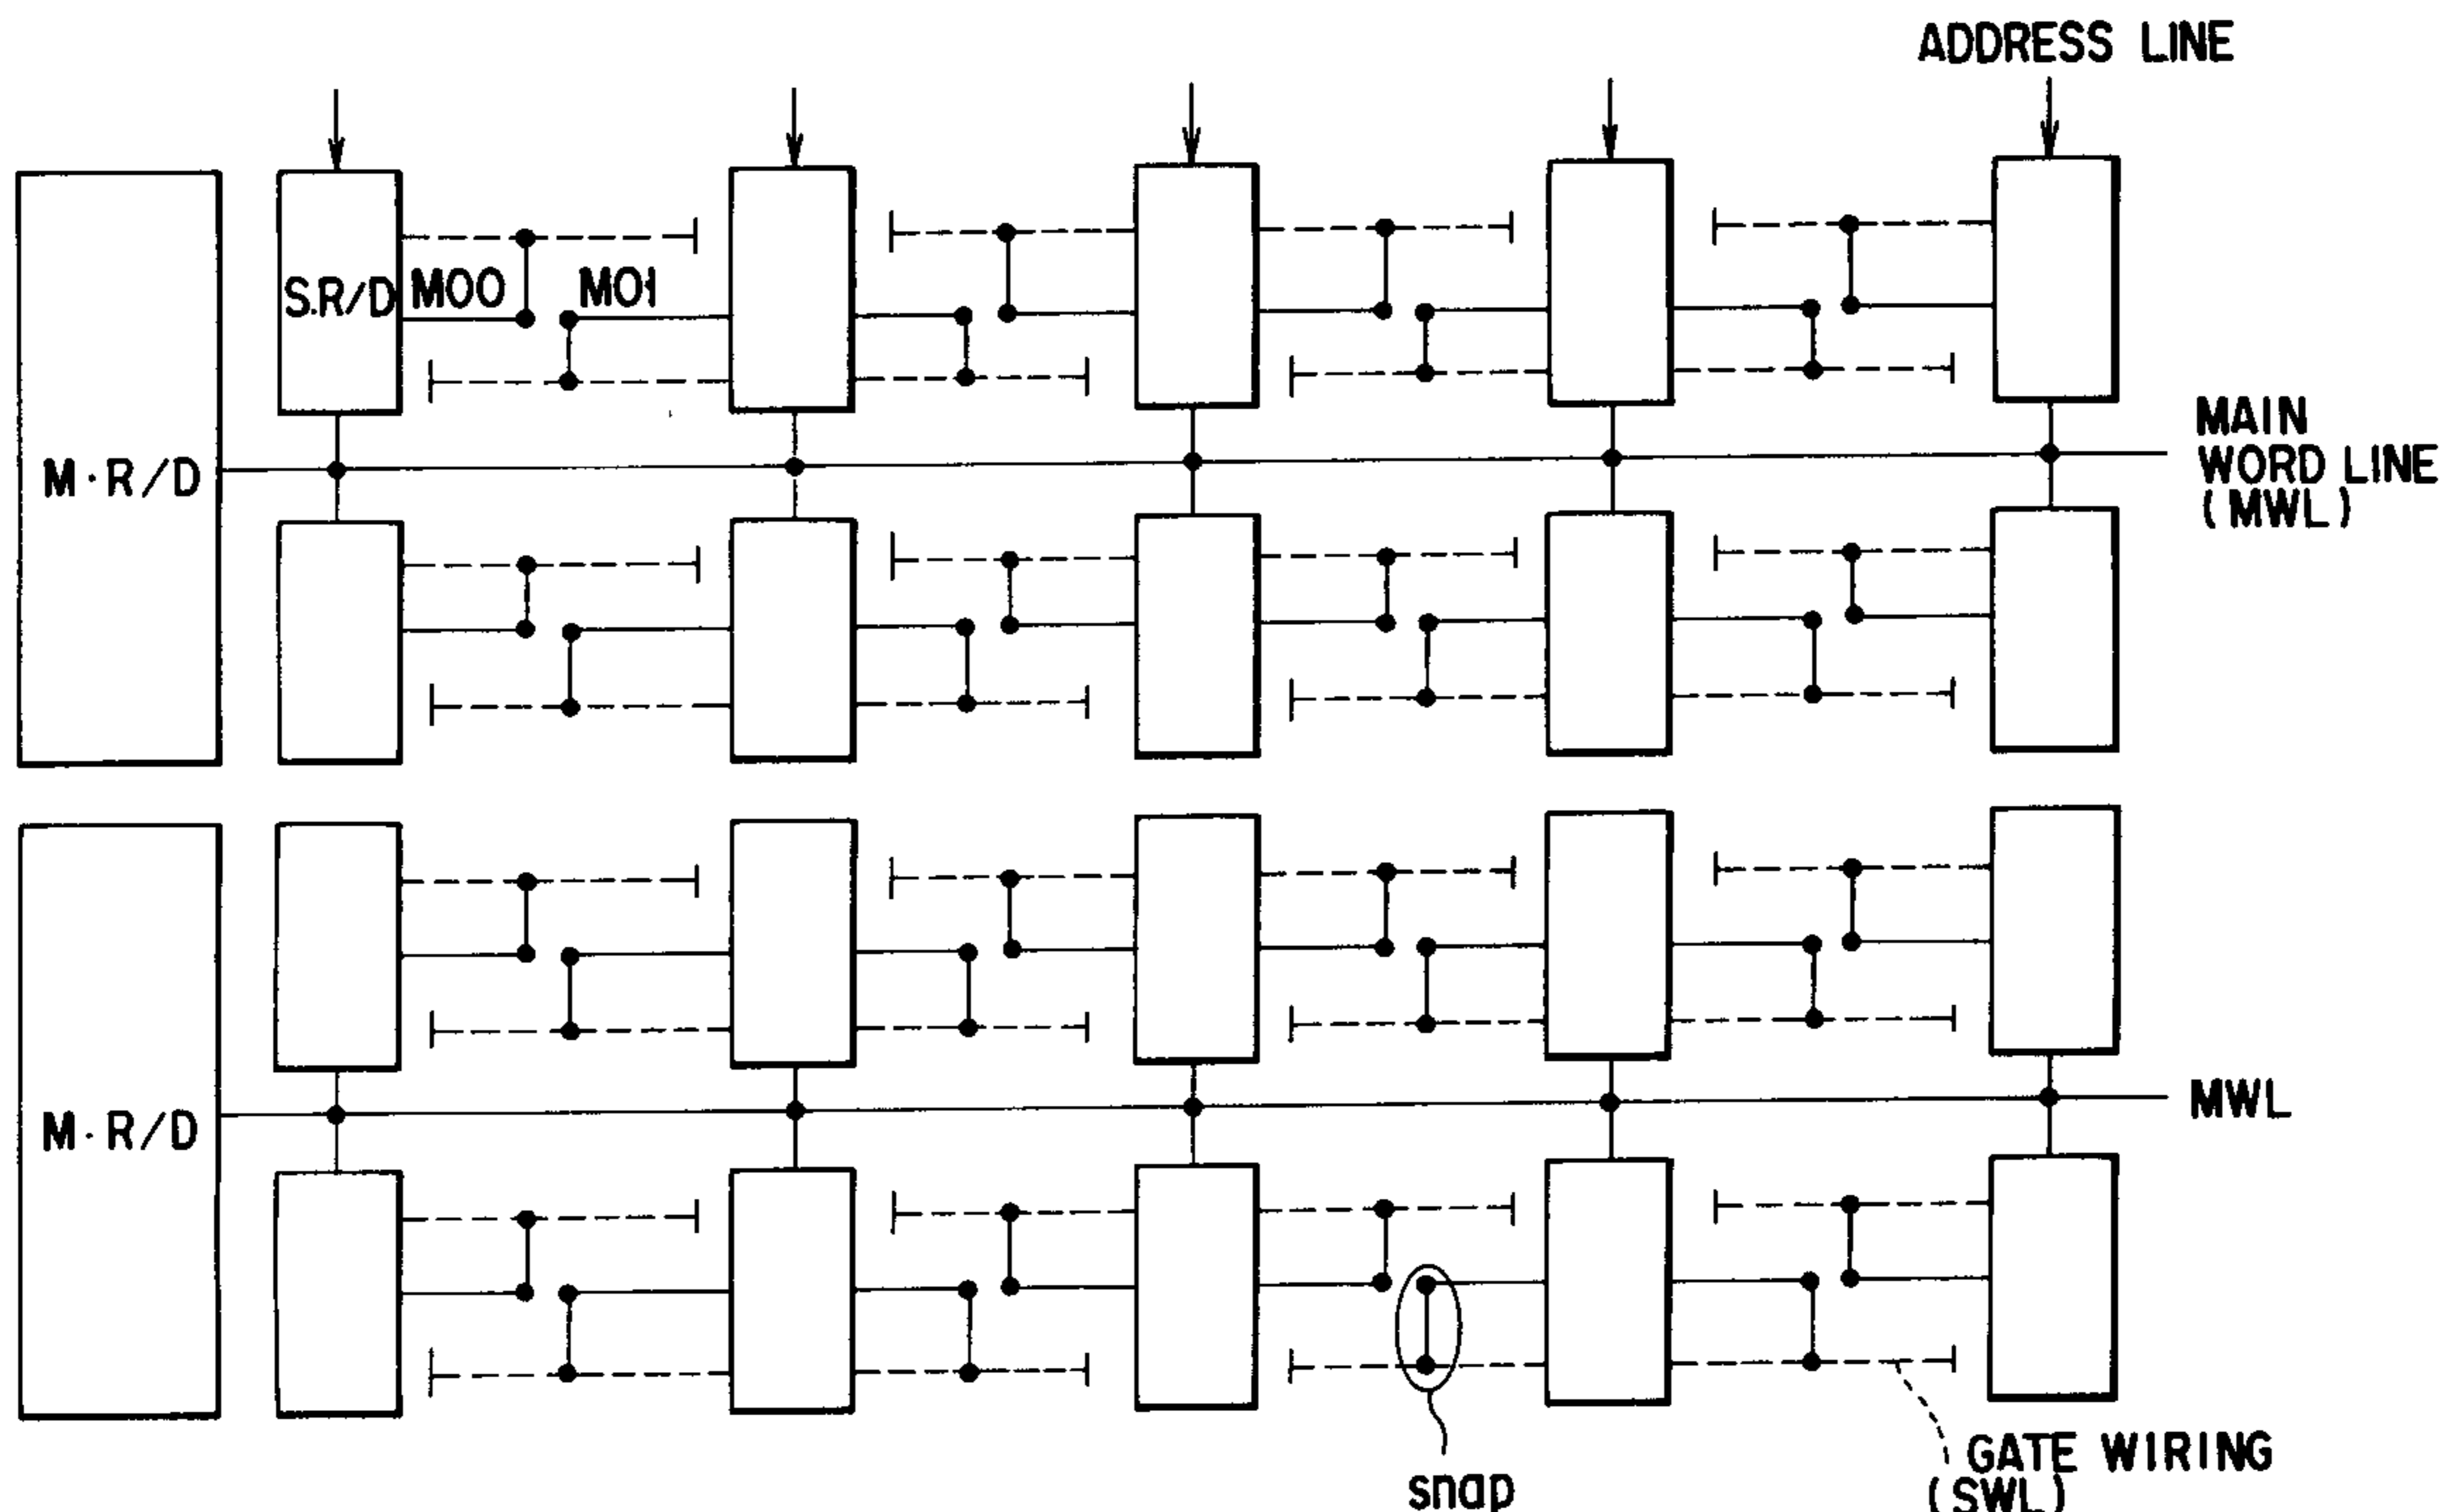 ADDRESS LINE
S.R/D
M00
M01
M·R/D
MAIN
WORD LINE
(MWL)
M·R/D
MWL
snap
GATE WIRING
(SWL)